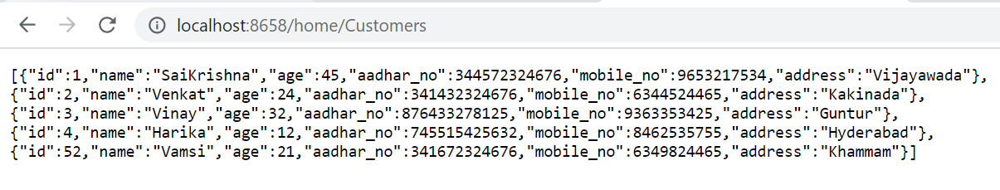 localhost:8658/home/Customers
[{"id":1,"name":"SaiKrishna","age":45,"aadhar_no":344572324676,"mobile_no":9653217534,"address":"Vijayawada"},
{"id":2,"name":"Venkat","age":24,"aadhar_no":341432324676,"mobile_no":6344524465,"address":"Kakinada"},
{"id":3,"name":"Vinay","age":32,"aadhar_no":876433278125,"mobile_no":9363353425,"address":"Guntur"},
{"id":4,"name":"Harika","age":12,"aadhar_no":745515425632,"mobile_no":8462535755,"address":"Hyderabad"},
{"id":52,"name":"Vamsi","age":21,"aadhar_no":341672324676,"mobile_no":6349824465,"address":"Khammam"}]